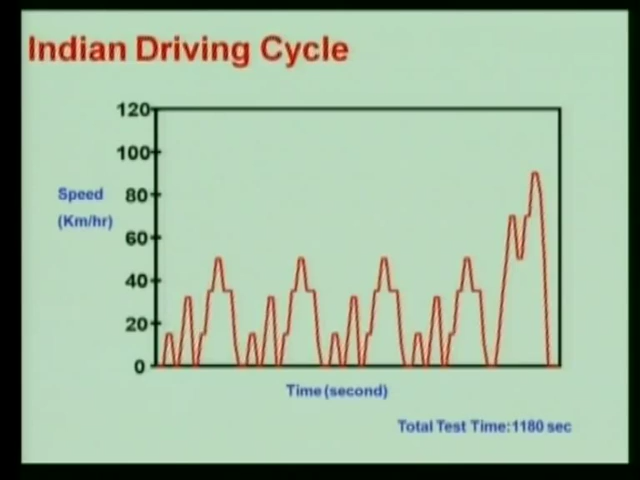 Indian Driving Cycle
120
100
Speed
80
(Km/hr)
60
40
20
0
Time(second)
Total Test Time:1180 sec